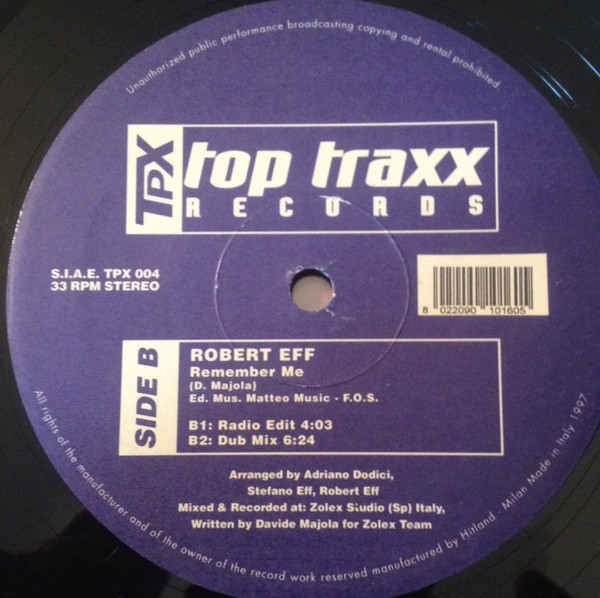 Unauthorized public performance broadcasting copying and rental prohibited.
TPX
top traxx
RECORDS
S.I.A.E. TPX 004
33 RPM STEREO
8 022090 101605
SIDE B
ROBERT EFF
Remember Me
(D. Majola)
Ed. Mus. Matteo Music - F.O.S.
B1: Radio Edit 4:03
B2: Dub Mix 6:24
Arranged by Adriano Dodici,
Stefano Eff, Robert Eff
Mixed & Recorded at: Zolex Studio (Sp) Italy,
Written by Davide Majola for Zolex Team
All rights of the manufacturer and of the owner of the record work reserved manufactured by Hitland - Milan Made in Italy 1997